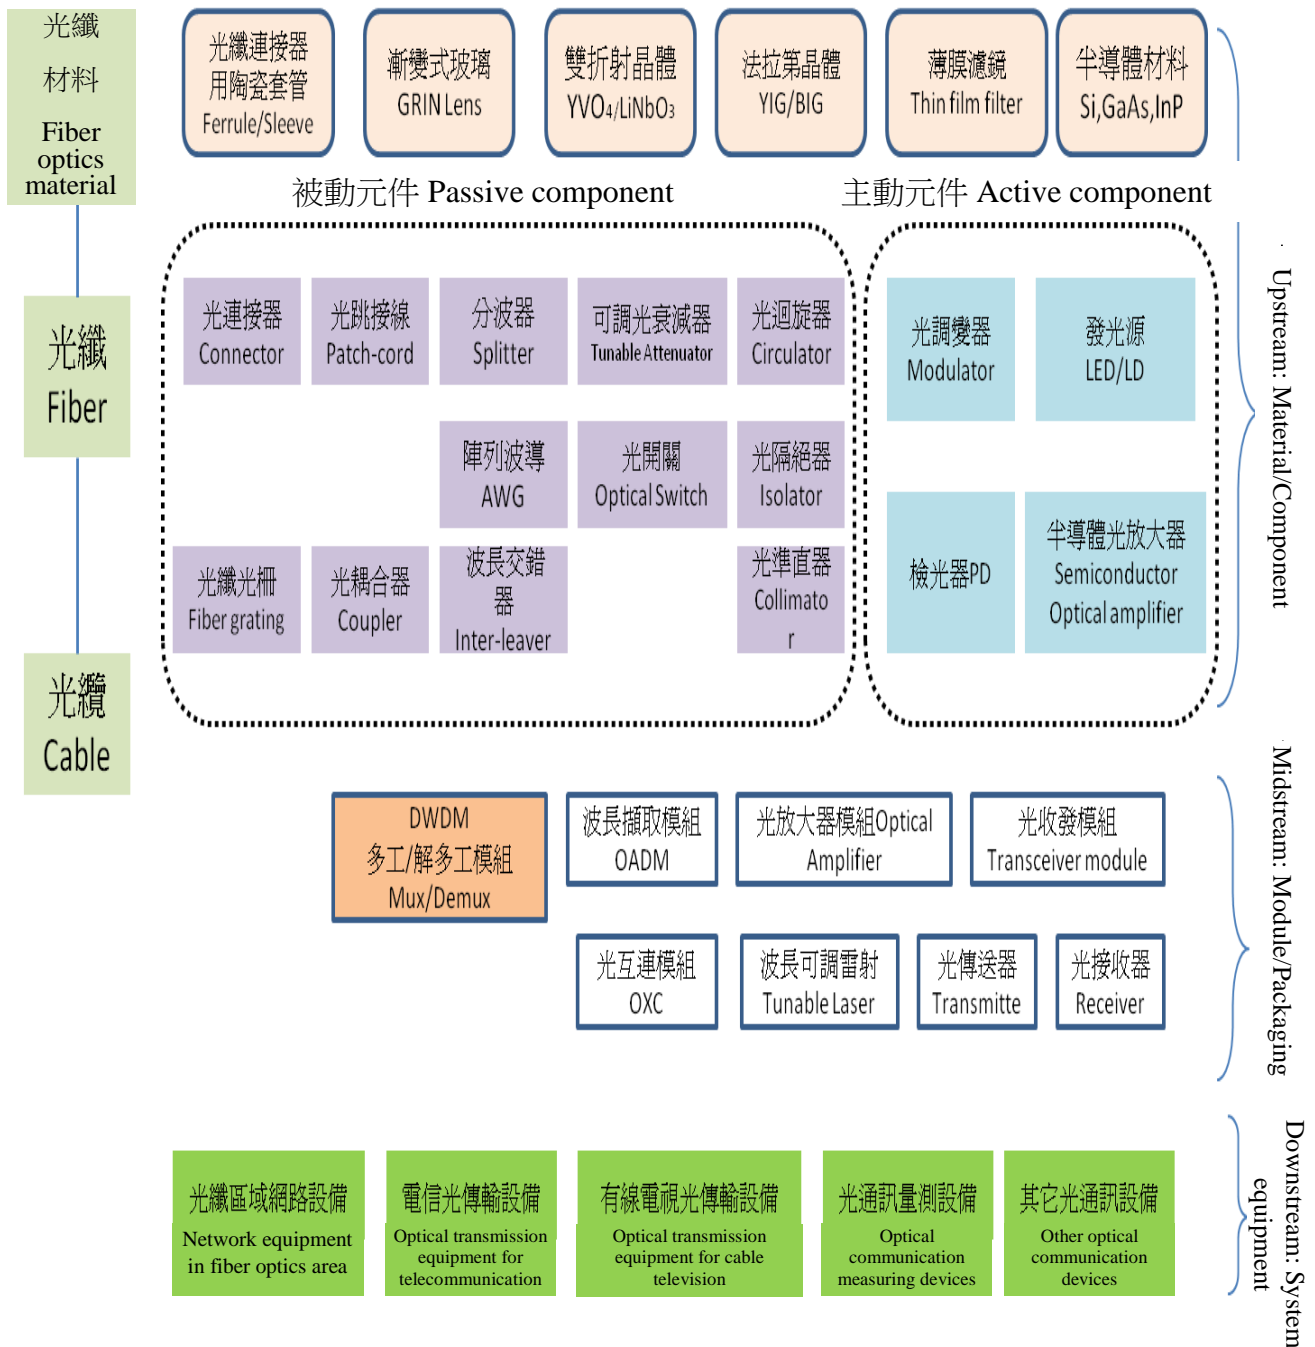 光纖
材料
Fiber
optics
material
光纖
Fiber
光纜
Cable
光纖連接器
用陶瓷套管
Ferrule/Sleeve
漸變式玻璃
GRIN Lens
雙折射晶體
YVO4/LiNbO3
法拉第晶體
YIG/BIG
薄膜濾鏡
Thin film filter
半導體材料
Si,GaAs,InP
被動元件 Passive component
主動元件 Active component
光連接器
Connector
光跳接線
Patch-cord
分波器
Splitter
可調光衰減器
Tunable Attenuator
光迴旋器
Circulator
陣列波導
AWG
光開關
Optical Switch
光隔絕器
Isolator
光纖光柵
Fiber grating
光耦合器
Coupler
波長交錯
器
Inter-leaver
光準直器
Collimato
r
光調變器
Modulator
發光源
LED/LD
檢光器PD
半導體光放大器
Semiconductor
Optical amplifier
Upstream: Material/Component
DWDM
多工/解多工模組
Mux/Demux
波長擷取模組
OADM
光放大器模組Optical
Amplifier
光收發模組
Transceiver module
光互連模組
OXC
波長可調雷射
Tunable Laser
光傳送器
Transmitte
光接收器
Receiver
Midstream: Module/Packaging
光纖區域網路設備
Network equipment
in fiber optics area
電信光傳輸設備
Optical transmission
equipment for
telecommunication
有線電視光傳輸設備
Optical transmission
equipment for cable
television
光通訊量測設備
Optical
communication
measuring devices
其它光通訊設備
Other optical
communication
devices
Downstream: System
equipment